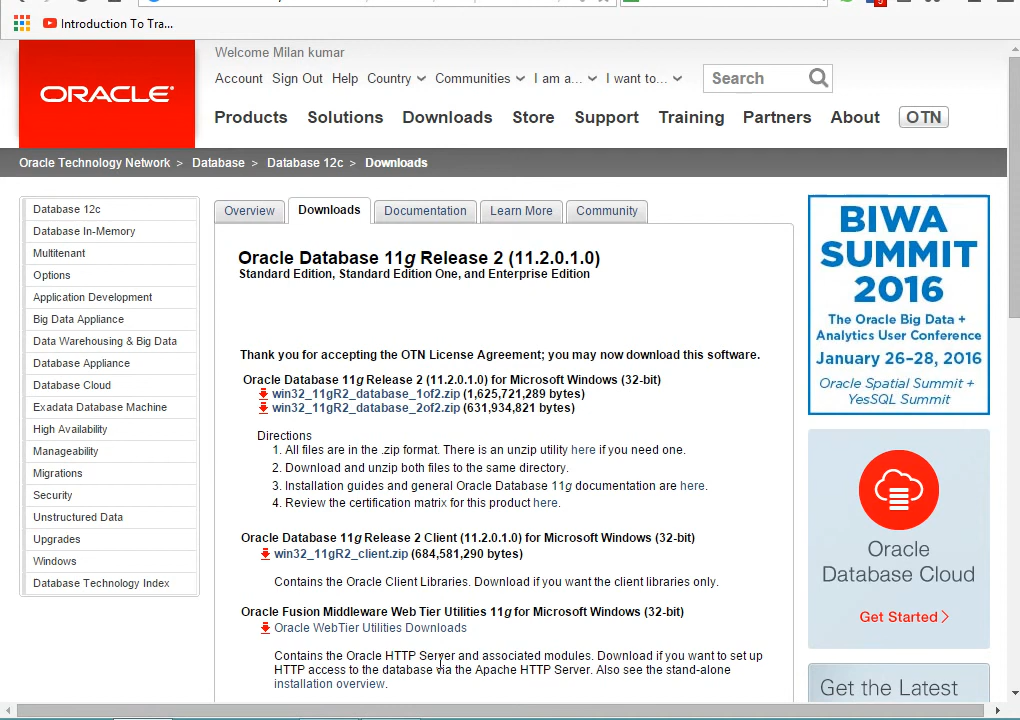 Introduction To Tra...
Welcome Milan kumar
Account Sign Out Help Country Communities I am a... I want to...
Search
ORACLE
Products Solutions Downloads Store Support Training Partners About OTN
Oracle Technology Network > Database > Database 12c > Downloads
Database 12c
Database In-Memory
Multitenant
Options
Application Development
Big Data Appliance
Data Warehousing & Big Data
Database Appliance
Database Cloud
Exadata Database Machine
High Availability
Manageability
Migrations
Security
Unstructured Data
Upgrades
Windows
Database Technology Index
Overview Downloads Documentation Learn More Community
Oracle Database 11g Release 2 (11.2.0.1.0)
Standard Edition, Standard Edition One, and Enterprise Edition
Thank you for accepting the OTN License Agreement; you may now download this software.
Oracle Database 11g Release 2 (11.2.0.1.0) for Microsoft Windows (32-bit)
win32_11gR2_database_1of2.zip (1,625,721,289 bytes)
win32_11gR2_database_2of2.zip (631,934,821 bytes)
Directions
1. All files are in the .zip format. There is an unzip utility here if you need one.
2. Download and unzip both files to the same directory.
3. Installation guides and general Oracle Database 11g documentation are here.
4. Review the certification matrix for this product here.
Oracle Database 11g Release 2 Client (11.2.0.1.0) for Microsoft Windows (32-bit)
win32_11gR2_client.zip (684,581,290 bytes)
Contains the Oracle Client Libraries. Download if you want the client libraries only.
Oracle Fusion Middleware Web Tier Utilities 11g for Microsoft Windows (32-bit)
Oracle WebTier Utilities Downloads
Contains the Oracle HTTP Server and associated modules. Download if you want to set up
HTTP access to the database via the Apache HTTP Server. Also see the stand-alone
installation overview.
BIWA
SUMMIT
2016
The Oracle Big Data +
Analytics User Conference
January 26–28, 2016
Oracle Spatial Summit +
YesSQL Summit
Oracle
Database Cloud
Get Started
Get the Latest